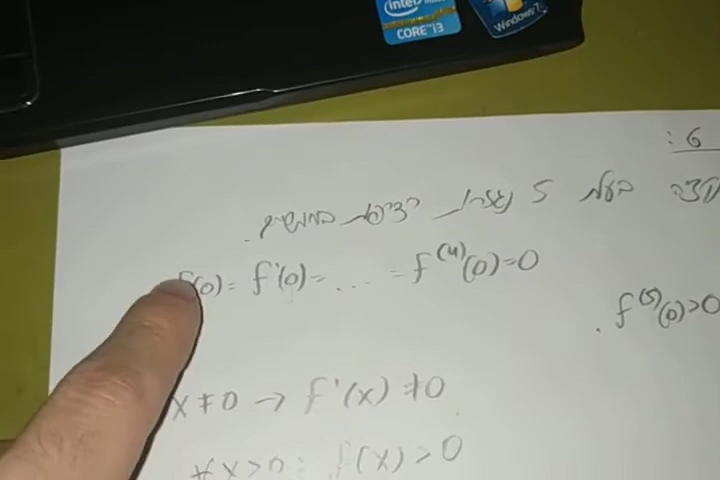 intel
CORE i3
Windows 7
6 :
בעלת 5 נגזרות רציפות
f(0) = f'(0) = ... = f^(4)(0) = 0
f^(5)(0) > 0
x ≠ 0 → f'(x) ≠ 0
∀x>0 : f(x) > 0